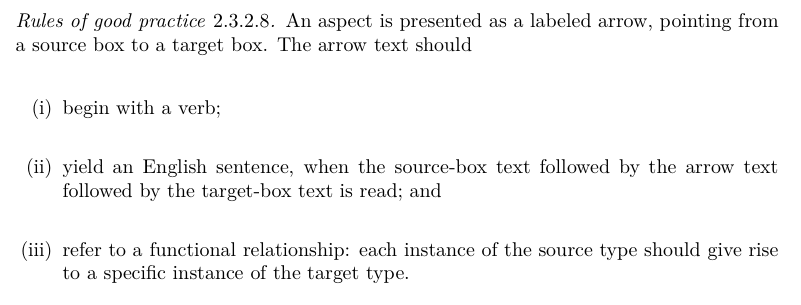 Rules of good practice 2.3.2.8. An aspect is presented as a labeled arrow, pointing from
a source box to a target box. The arrow text should
(i) begin with a verb;
(ii) yield an English sentence, when the source-box text followed by the arrow text
followed by the target-box text is read; and
(iii) refer to a functional relationship: each instance of the source type should give rise
to a specific instance of the target type.